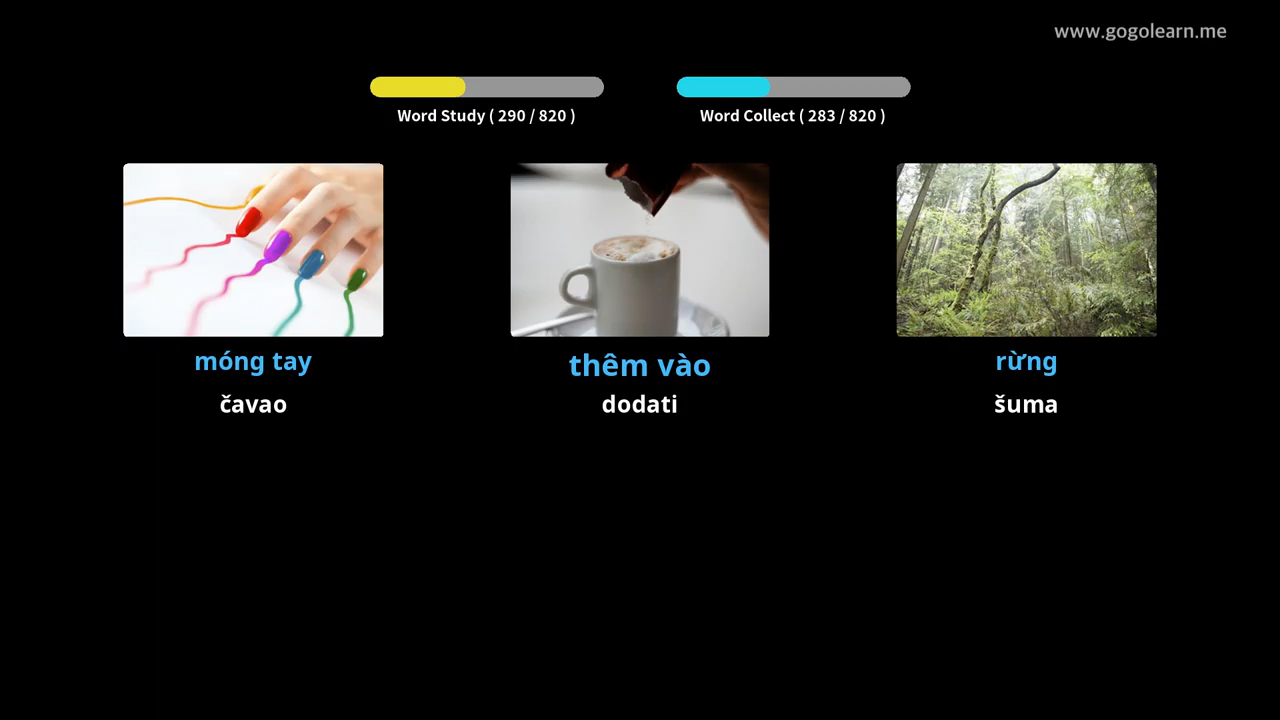 www.gogolearn.me
Word Study ( 290 / 820 )
Word Collect ( 283 / 820 )
móng tay
thêm vào
rừng
čavao
dodati
šuma